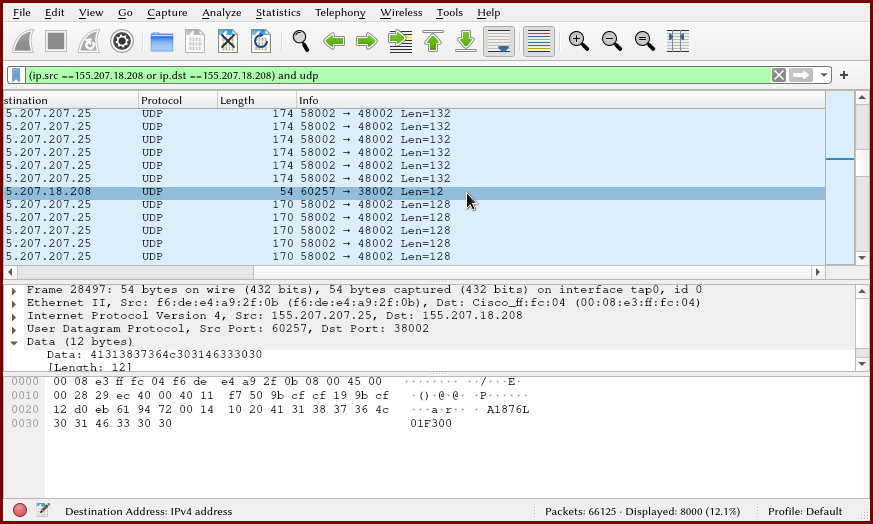 File Edit View Go Capture Analyze Statistics Telephony Wireless Tools Help
(ip.src ==155.207.18.208 or ip.dst ==155.207.18.208) and udp
stination Protocol Length Info
5.207.207.25 UDP 174 58002 → 48002 Len=132
5.207.207.25 UDP 174 58002 → 48002 Len=132
5.207.207.25 UDP 174 58002 → 48002 Len=132
5.207.207.25 UDP 174 58002 → 48002 Len=132
5.207.207.25 UDP 174 58002 → 48002 Len=132
5.207.207.25 UDP 174 58002 → 48002 Len=132
5.207.18.208 UDP 54 60257 → 38002 Len=12
5.207.207.25 UDP 170 58002 → 48002 Len=128
5.207.207.25 UDP 170 58002 → 48002 Len=128
5.207.207.25 UDP 170 58002 → 48002 Len=128
5.207.207.25 UDP 170 58002 → 48002 Len=128
5.207.207.25 UDP 170 58002 → 48002 Len=128
Frame 28497: 54 bytes on wire (432 bits), 54 bytes captured (432 bits) on interface tap0, id 0
Ethernet II, Src: f6:de:e4:a9:2f:0b (f6:de:e4:a9:2f:0b), Dst: Cisco_ff:fc:04 (00:08:e3:ff:fc:04)
Internet Protocol Version 4, Src: 155.207.207.25, Dst: 155.207.18.208
User Datagram Protocol, Src Port: 60257, Dst Port: 38002
Data (12 bytes)
Data: 41313837364c303146333030
[Length: 12]
0000 00 08 e3 ff fc 04 f6 de e4 a9 2f 0b 08 00 45 00 ········ ··/···E·
0010 00 28 29 ec 40 00 40 11 f7 50 9b cf cf 19 9b cf ·()·@·@· ·P······
0020 12 d0 eb 61 94 72 00 14 10 20 41 31 38 37 36 4c ···a·r·· · A1876L
0030 30 31 46 33 30 30 01F300
Destination Address: IPv4 address Packets: 66125 · Displayed: 8000 (12.1%) Profile: Default